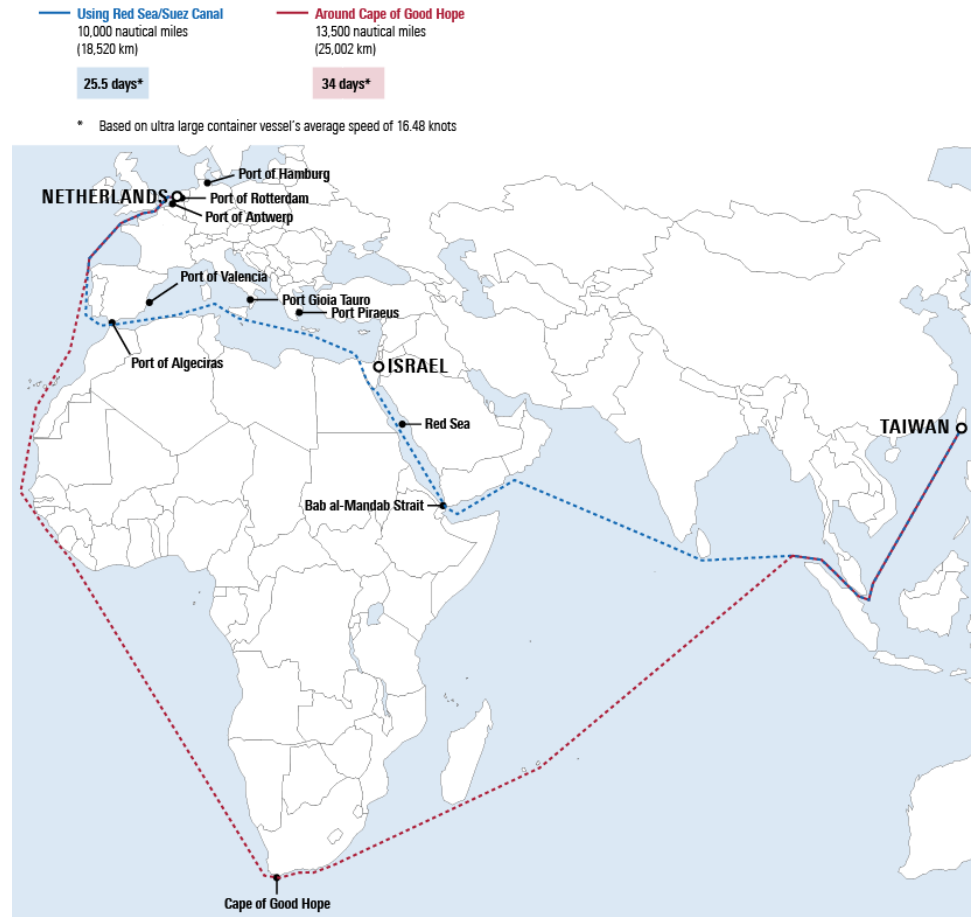 Using Red Sea/Suez Canal
10,000 nautical miles
(18,520 km)
25.5 days*
Around Cape of Good Hope
13,500 nautical miles
(25,002 km)
34 days*
* Based on ultra large container vessel's average speed of 16.48 knots
Port of Hamburg
NETHERLANDS
Port of Rotterdam
Port of Antwerp
Port of Valencia
Port Gioia Tauro
Port Piraeus
Port of Algeciras
ISRAEL
Red Sea
TAIWAN
Bab al-Mandab Strait
Cape of Good Hope